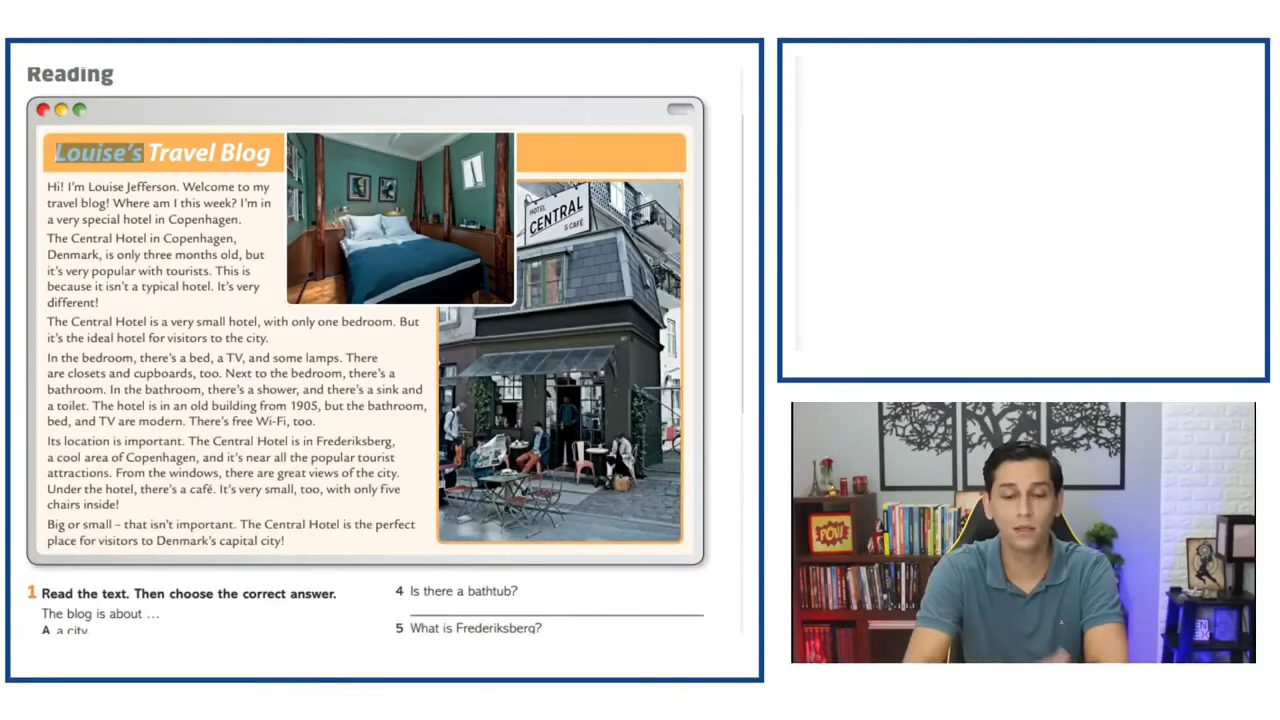 Reading
Louise's Travel Blog
Hi! I'm Louise Jefferson. Welcome to my
travel blog! Where am I this week? I'm in
a very special hotel in Copenhagen.
The Central Hotel in Copenhagen,
Denmark, is only three months old, but
it's very popular with tourists. This is
because it isn't a typical hotel. It's very
different!
The Central Hotel is a very small hotel, with only one bedroom. But
it's the ideal hotel for visitors to the city.
In the bedroom, there's a bed, a TV, and some lamps. There
are closets and cupboards, too. Next to the bedroom, there's a
bathroom. In the bathroom, there's a shower, and there's a sink and
a toilet. The hotel is in an old building from 1905, but the bathroom,
bed, and TV are modern. There's free Wi-Fi, too.
Its location is important. The Central Hotel is in Frederiksberg,
a cool area of Copenhagen, and it's near all the popular tourist
attractions. From the windows, there are great views of the city.
Under the hotel, there's a café. It's very small, too, with only five
chairs inside!
Big or small – that isn't important. The Central Hotel is the perfect
place for visitors to Denmark's capital city!
HOTEL
CENTRAL
& CAFÉ
1 Read the text. Then choose the correct answer.
The blog is about …
A a city.
4 Is there a bathtub?
5 What is Frederiksberg?
POW